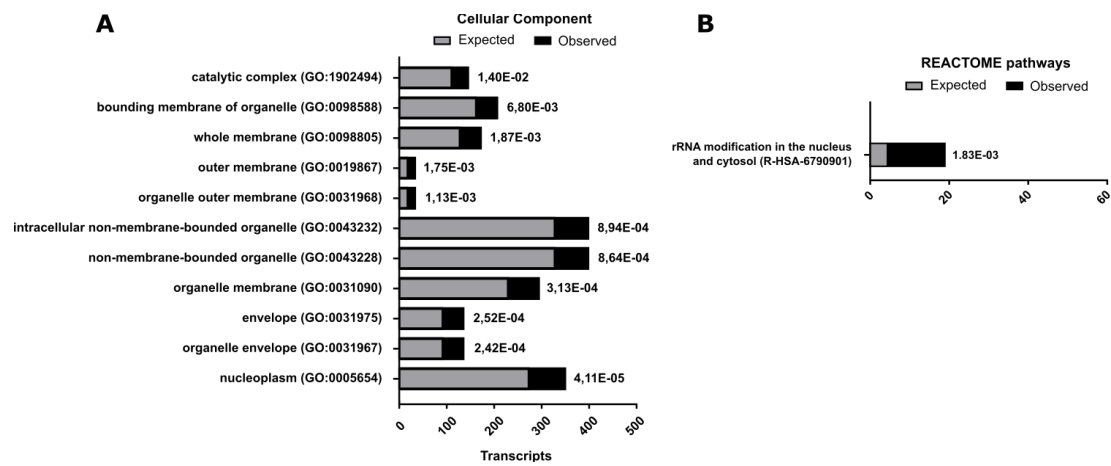 A
Cellular Component
Expected Observed
catalytic complex (GO:1902494) 1,40E-02
bounding membrane of organelle (GO:0098588) 6,80E-03
whole membrane (GO:0098805) 1,87E-03
outer membrane (GO:0019867) 1,75E-03
organelle outer membrane (GO:0031968) 1,13E-03
intracellular non-membrane-bounded organelle (GO:0043232) 8,94E-04
non-membrane-bounded organelle (GO:0043228) 8,64E-04
organelle membrane (GO:0031090) 3,13E-04
envelope (GO:0031975) 2,52E-04
organelle envelope (GO:0031967) 2,42E-04
nucleoplasm (GO:0005654) 4,11E-05
0 100 200 300 400 500
Transcripts
B
REACTOME pathways
Expected Observed
rRNA modification in the nucleus
and cytosol (R-HSA-6790901) 1.83E-03
0 20 40 60